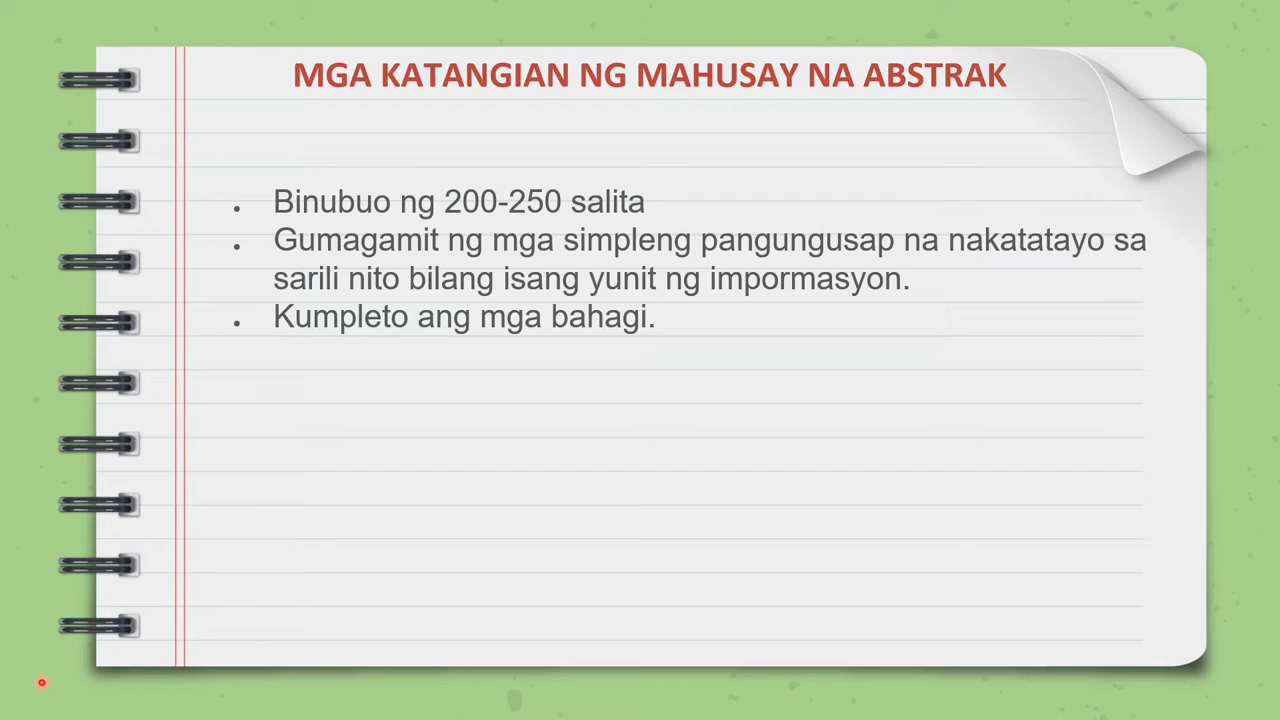 MGA KATANGIAN NG MAHUSAY NA ABSTRAK
• Binubuo ng 200-250 salita
• Gumagamit ng mga simpleng pangungusap na nakatatayo sa
sarili nito bilang isang yunit ng impormasyon.
• Kumpleto ang mga bahagi.